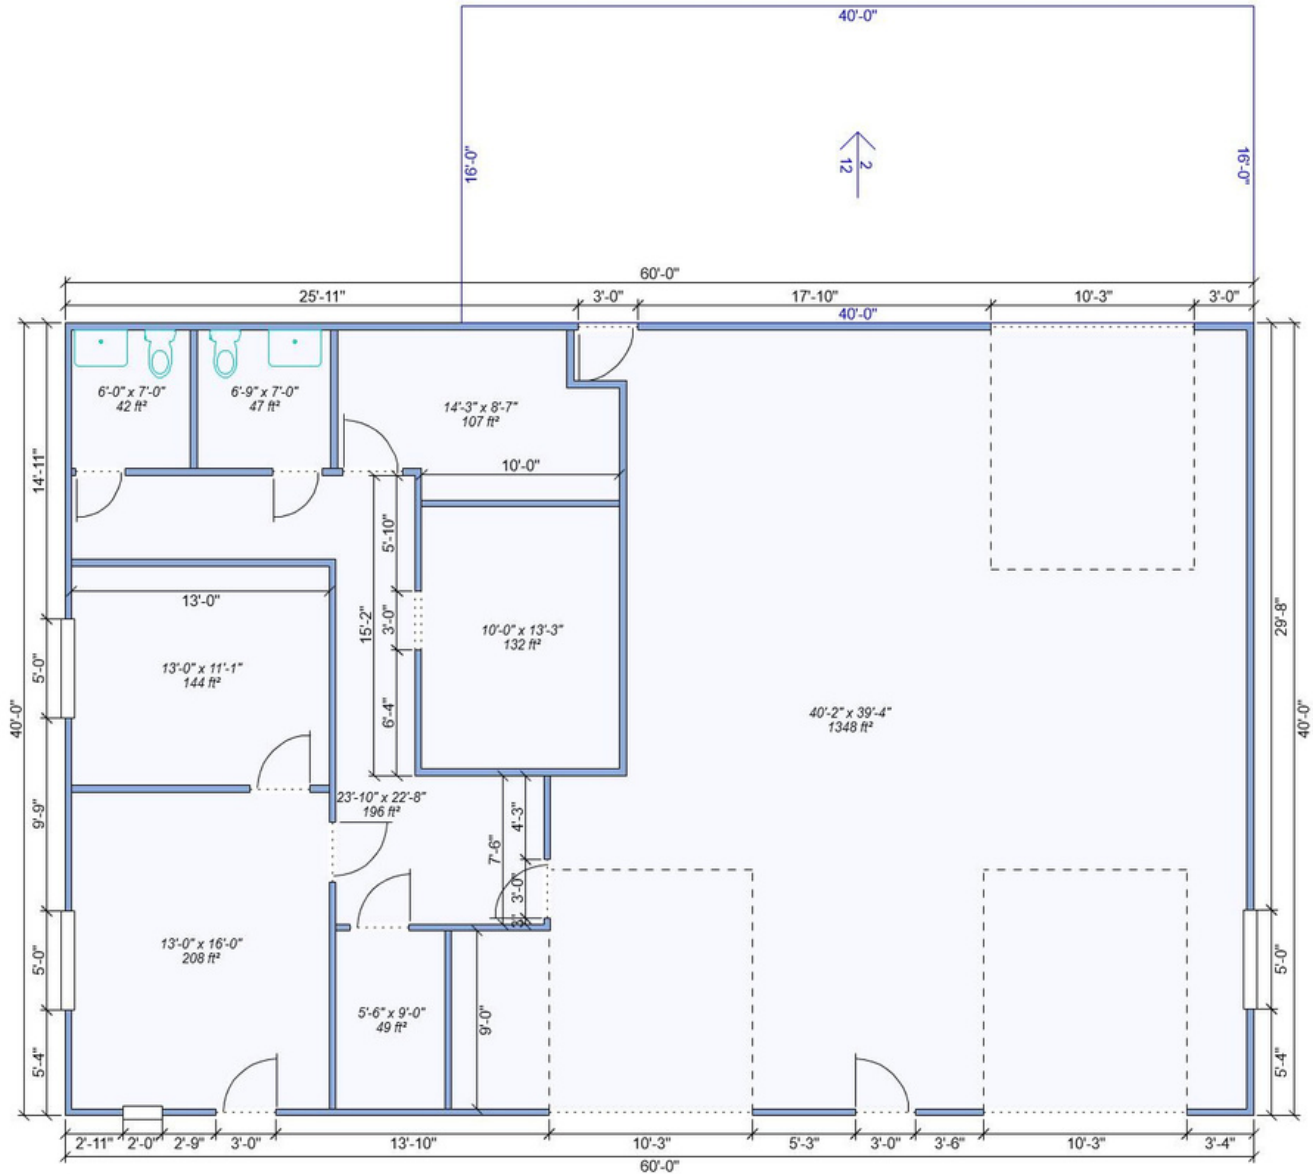 40'-0"
16'-0"
2
12
16'-0"
60'-0"
25'-11"
3'-0"
17'-10"
10'-3"
3'-0"
40'-0"
6'-0" x 7'-0"
42 ft²
6'-9" x 7'-0"
47 ft²
14'-3" x 8'-7"
107 ft²
10'-0"
14'-11"
5'-10"
13'-0"
15'-2"
3'-0"
10'-0" x 13'-3"
132 ft²
29'-8"
5'-0"
13'-0" x 11'-1"
144 ft²
6'-4"
40'-0"
40'-0"
40'-2" x 39'-4"
1348 ft²
23'-10" x 22'-8"
196 ft²
9'-9"
4'-3"
7'-6"
3'-0"
3"
13'-0" x 16'-0"
208 ft²
5'-0"
5'-0"
5'-6" x 9'-0"
49 ft²
9'-0"
5'-4"
5'-4"
2'-11"
2'-0"
2'-9"
3'-0"
13'-10"
10'-3"
5'-3"
3'-0"
3'-6"
10'-3"
3'-4"
60'-0"